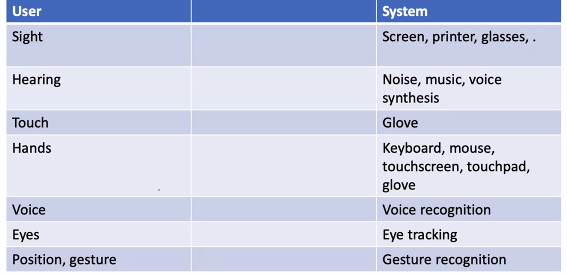 User System
Sight Screen, printer, glasses, .
Hearing Noise, music, voice
synthesis
Touch Glove
Hands Keyboard, mouse,
touchscreen, touchpad,
glove
Voice Voice recognition
Eyes Eye tracking
Position, gesture Gesture recognition